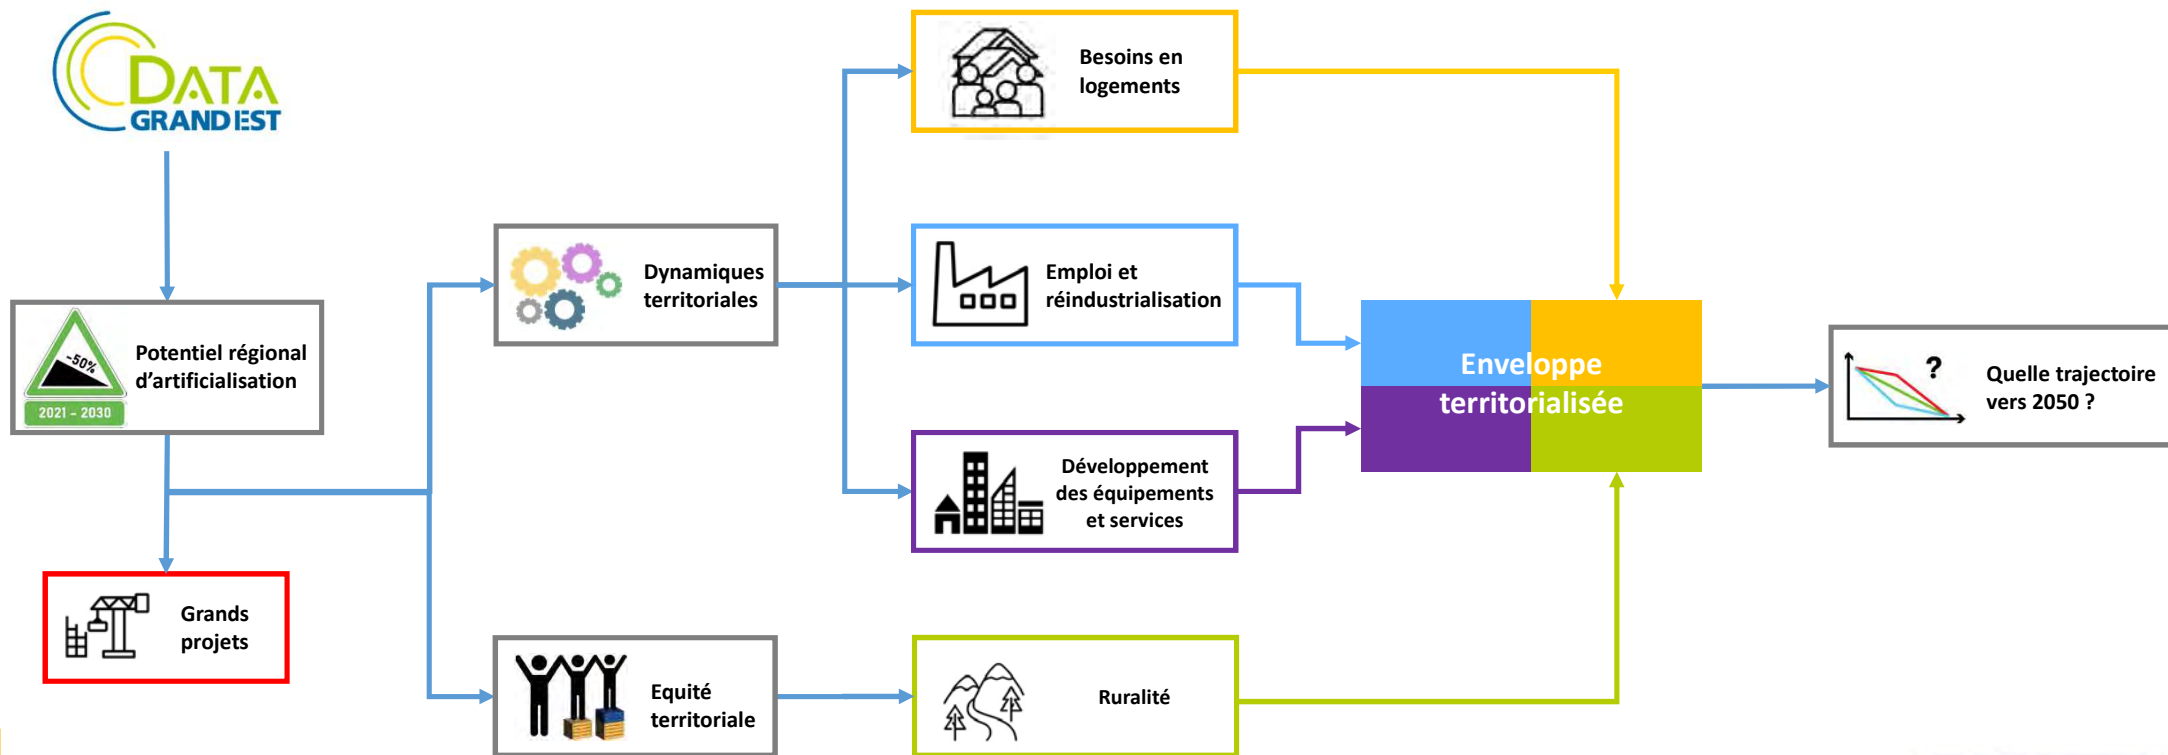 DATA
GRAND EST
Besoins en
logements
Dynamiques
territoriales
Emploi et
réindustrialisation
Potentiel régional
d'artificialisation
-50%
2021 - 2030
Enveloppe
territorialisée
?
Quelle trajectoire
vers 2050 ?
Développement
des équipements
et services
Grands
projets
Equité
territoriale
Ruralité